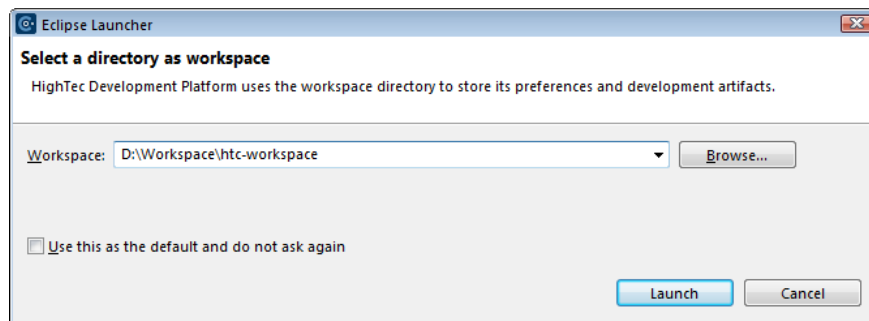 Eclipse Launcher
Select a directory as workspace
HighTec Development Platform uses the workspace directory to store its preferences and development artifacts.
Workspace: D:\Workspace\htc-workspace Browse...
Use this as the default and do not ask again
Launch Cancel